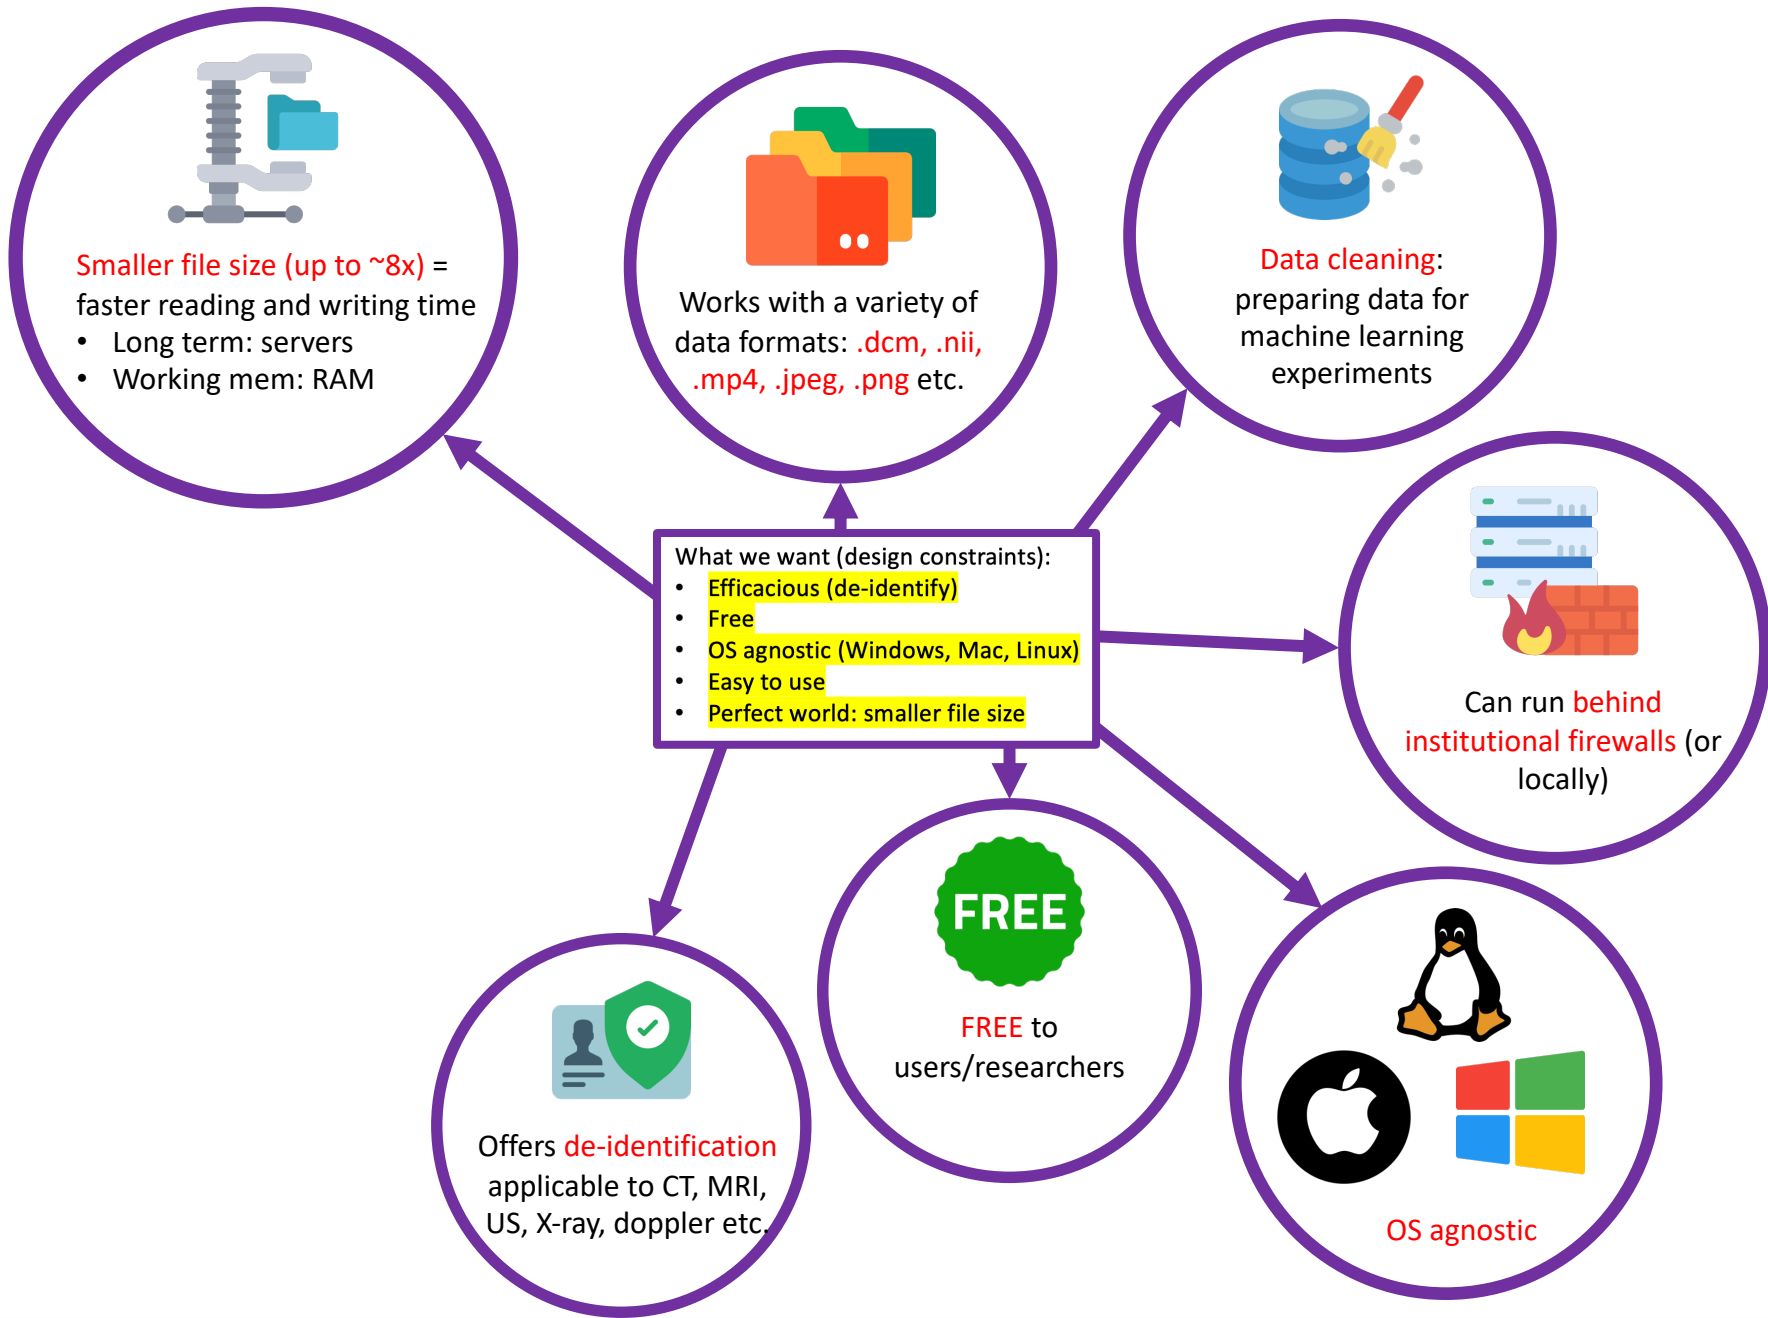 Smaller file size (up to ~8x) =
faster reading and writing time
• Long term: servers
• Working mem: RAM
Works with a variety of
data formats: .dcm, .nii,
.mp4, .jpeg, .png etc.
Data cleaning:
preparing data for
machine learning
experiments
What we want (design constraints):
• Efficacious (de-identify)
• Free
• OS agnostic (Windows, Mac, Linux)
• Easy to use
• Perfect world: smaller file size
Can run behind
institutional firewalls (or
locally)
Offers de-identification
applicable to CT, MRI,
US, X-ray, doppler etc.
FREE
FREE to
users/researchers
OS agnostic